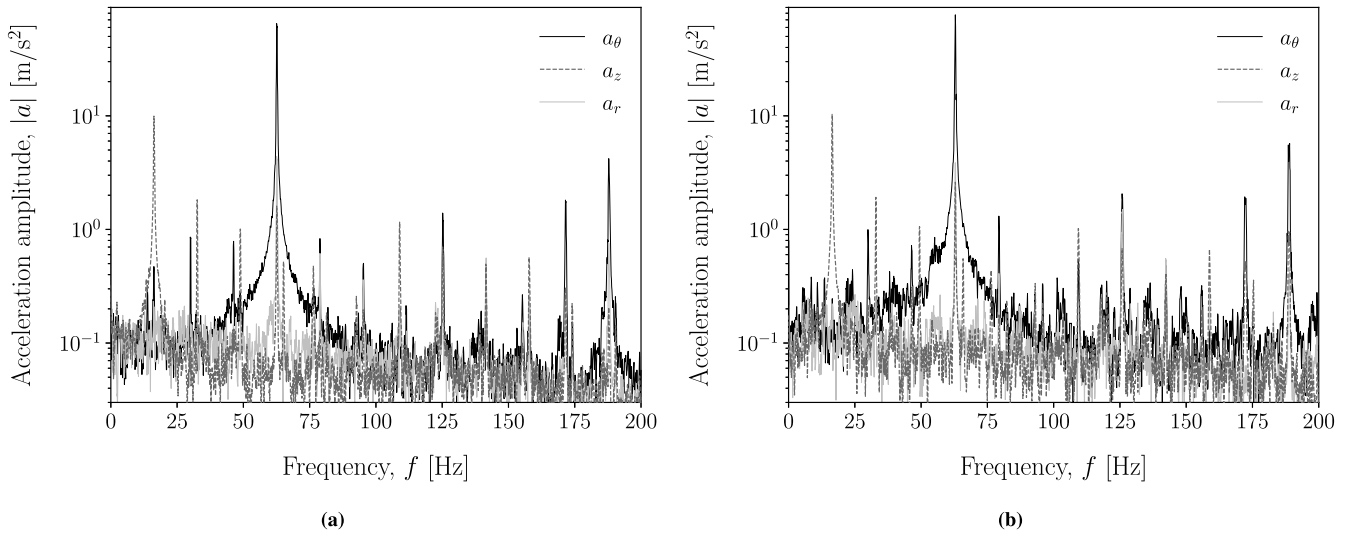 Acceleration amplitude, |a| [m/s²]
10¹
10⁰
10⁻¹
a_θ
a_z
a_r
0 25 50 75 100 125 150 175 200
Frequency, f [Hz]
(a)
Acceleration amplitude, |a| [m/s²]
10¹
10⁰
10⁻¹
a_θ
a_z
a_r
0 25 50 75 100 125 150 175 200
Frequency, f [Hz]
(b)